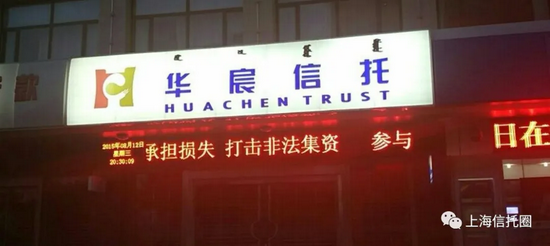 华宸信托
HUACHEN TRUST
2015年08月12日
星期三
20:30:09
承担损失 打击非法集资 参与
日在
款
上海信托圈